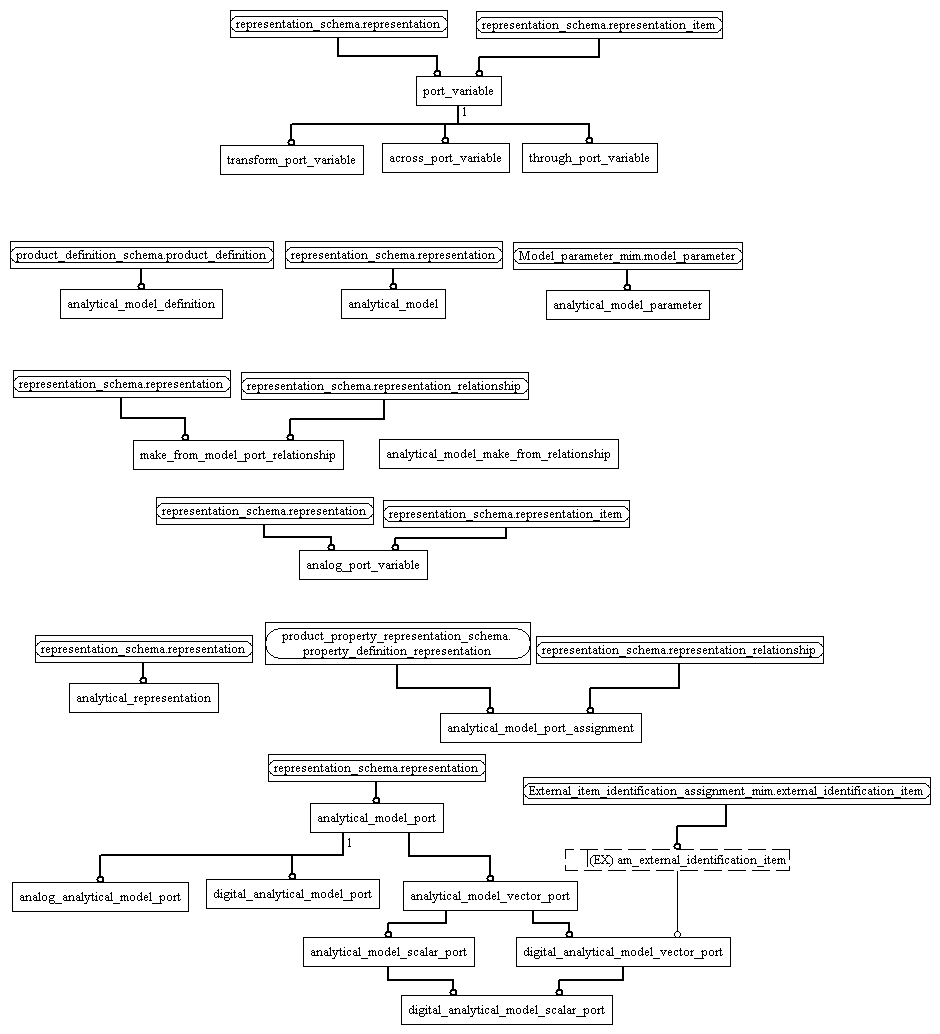 representation_schema.representation
representation_schema.representation_item
port_variable
1
transform_port_variable
across_port_variable
through_port_variable
product_definition_schema.product_definition
representation_schema.representation
Model_parameter_mim.model_parameter
analytical_model_definition
analytical_model
analytical_model_parameter
representation_schema.representation
representation_schema.representation_relationship
make_from_model_port_relationship
analytical_model_make_from_relationship
representation_schema.representation
representation_schema.representation_item
analog_port_variable
product_property_representation_schema.
property_definition_representation
representation_schema.representation
representation_schema.representation_relationship
analytical_representation
analytical_model_port_assignment
representation_schema.representation
External_item_identification_assignment_mim.external_identification_item
analytical_model_port
1
(EX) am_external_identification_item
analog_analytical_model_port
digital_analytical_model_port
analytical_model_vector_port
analytical_model_scalar_port
digital_analytical_model_vector_port
digital_analytical_model_scalar_port